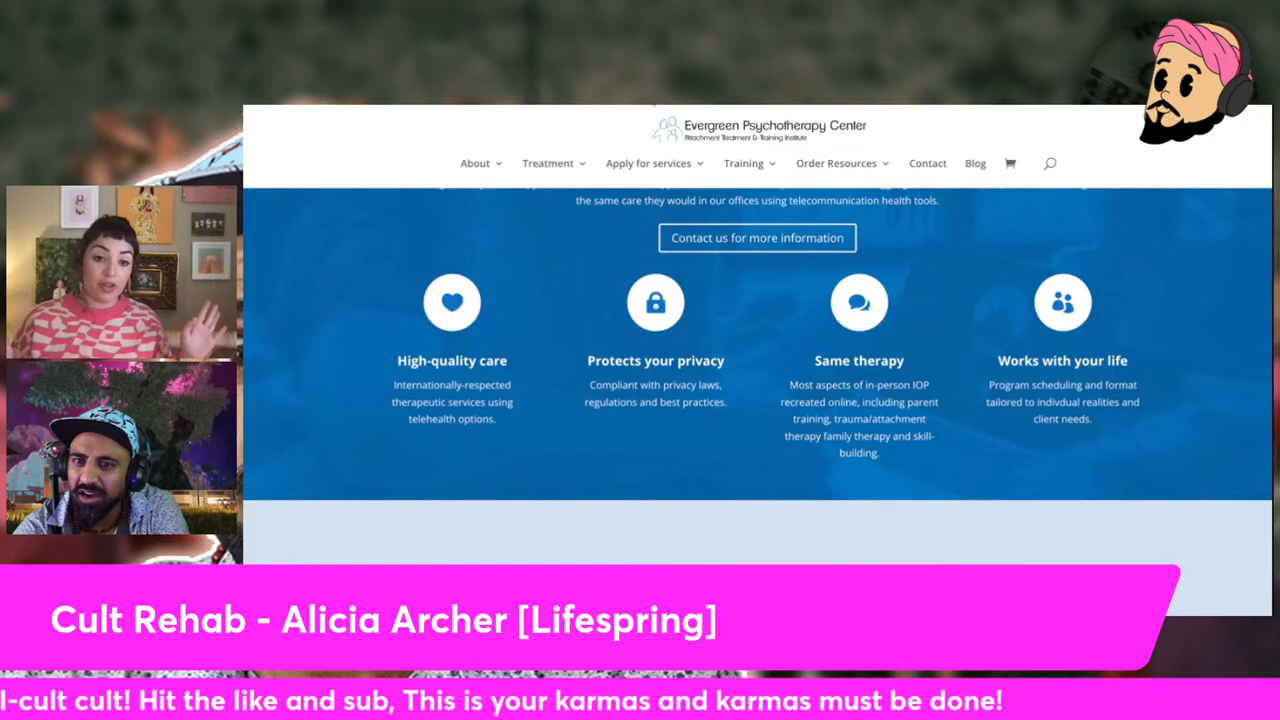 Evergreen Psychotherapy Center
Attachment Treatment & Training Institute
About
Treatment
Apply for services
Training
Order Resources
Contact
Blog
the same care they would in our offices using telecommunication health tools.
Contact us for more information
High-quality care
Internationally-respected
therapeutic services using
telehealth options.
Protects your privacy
Compliant with privacy laws,
regulations and best practices.
Same therapy
Most aspects of in-person IOP
recreated online, including parent
training, trauma/attachment
therapy family therapy and skill-
building.
Works with your life
Program scheduling and format
tailored to indivdual realities and
client needs.
Cult Rehab - Alicia Archer [Lifespring]
I-cult cult! Hit the like and sub, This is your karmas and karmas must be done!